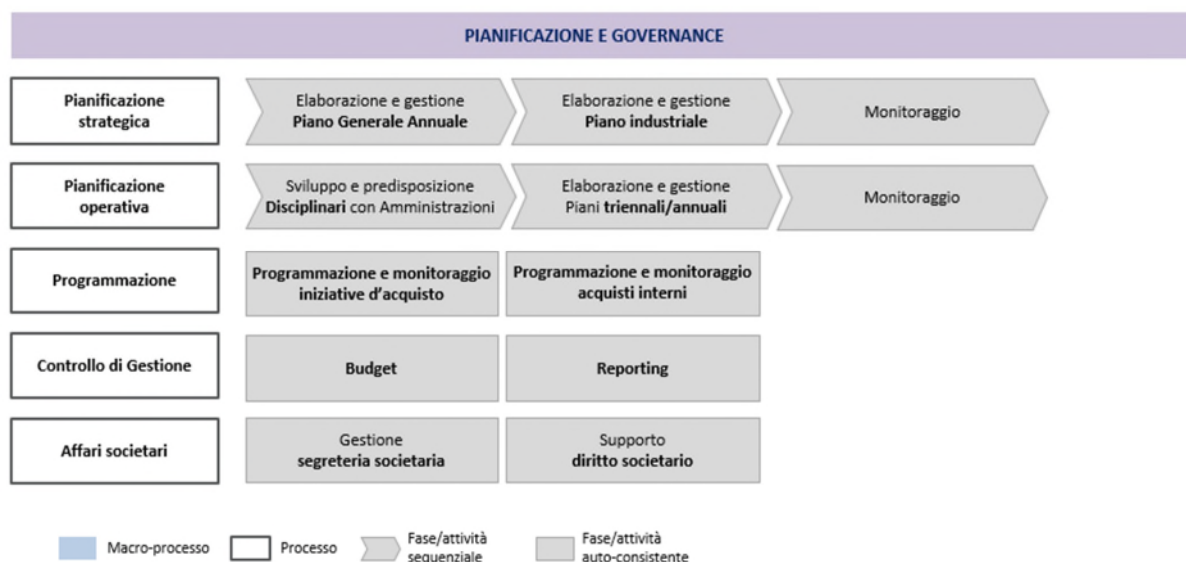 PIANIFICAZIONE E GOVERNANCE
Pianificazione
strategica
Elaborazione e gestione
Piano Generale Annuale
Elaborazione e gestione
Piano industriale
Monitoraggio
Pianificazione
operativa
Sviluppo e predisposizione
Disciplinari con Amministrazioni
Elaborazione e gestione
Piani triennali/annuali
Monitoraggio
Programmazione
Programmazione e monitoraggio
iniziative d'acquisto
Programmazione e monitoraggio
acquisti interni
Controllo di Gestione
Budget
Reporting
Affari societari
Gestione
segreteria societaria
Supporto
diritto societario
Macro-processo
Processo
Fase/attività
sequenziale
Fase/attività
auto-consistente